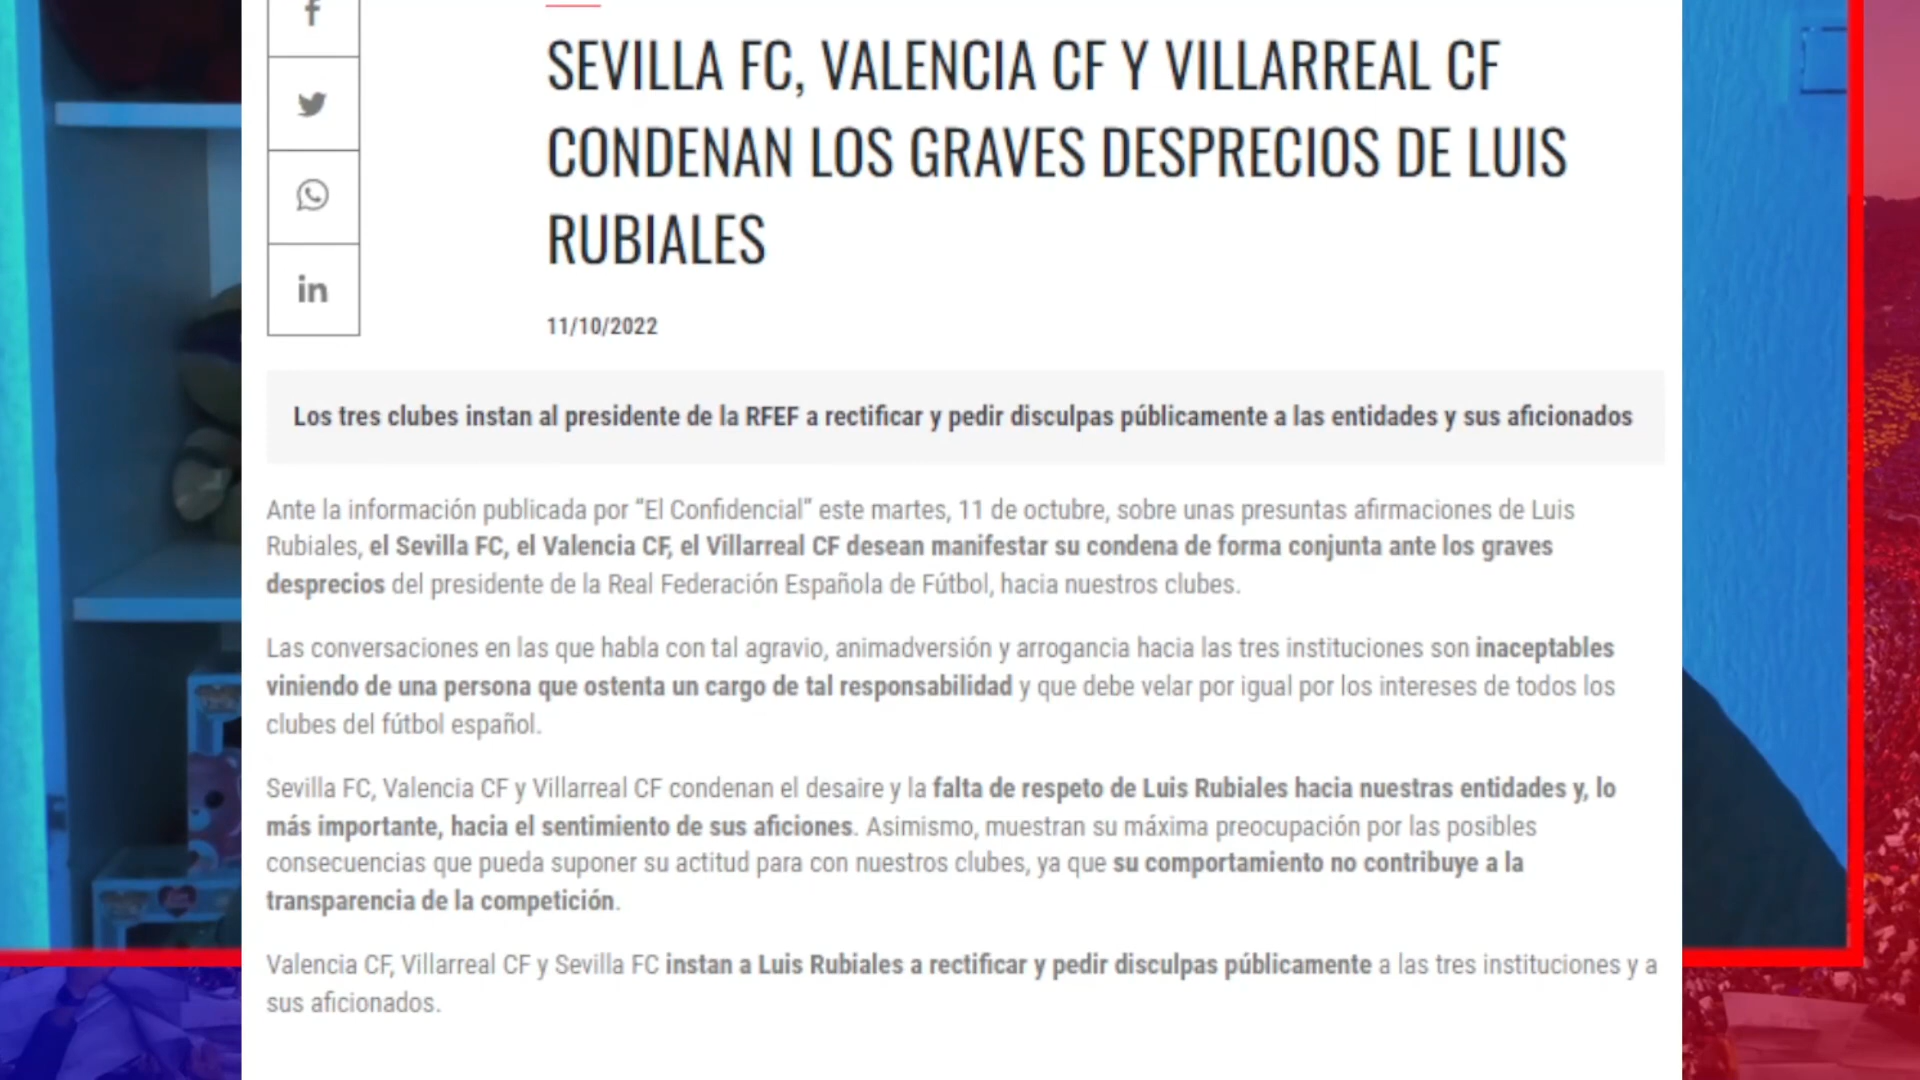 SEVILLA FC, VALENCIA CF Y VILLARREAL CF
CONDENAN LOS GRAVES DESPRECIOS DE LUIS
RUBIALES
11/10/2022
Los tres clubes instan al presidente de la RFEF a rectificar y pedir disculpas públicamente a las entidades y sus aficionados
Ante la información publicada por “El Confidencial” este martes, 11 de octubre, sobre unas presuntas afirmaciones de Luis
Rubiales, el Sevilla FC, el Valencia CF, el Villarreal CF desean manifestar su condena de forma conjunta ante los graves
desprecios del presidente de la Real Federación Española de Fútbol, hacia nuestros clubes.
Las conversaciones en las que habla con tal agravio, animadversión y arrogancia hacia las tres instituciones son inaceptables
viniendo de una persona que ostenta un cargo de tal responsabilidad y que debe velar por igual por los intereses de todos los
clubes del fútbol español.
Sevilla FC, Valencia CF y Villarreal CF condenan el desaire y la falta de respeto de Luis Rubiales hacia nuestras entidades y, lo
más importante, hacia el sentimiento de sus aficiones. Asimismo, muestran su máxima preocupación por las posibles
consecuencias que pueda suponer su actitud para con nuestros clubes, ya que su comportamiento no contribuye a la
transparencia de la competición.
Valencia CF, Villarreal CF y Sevilla FC instan a Luis Rubiales a rectificar y pedir disculpas públicamente a las tres instituciones y a
sus aficionados.